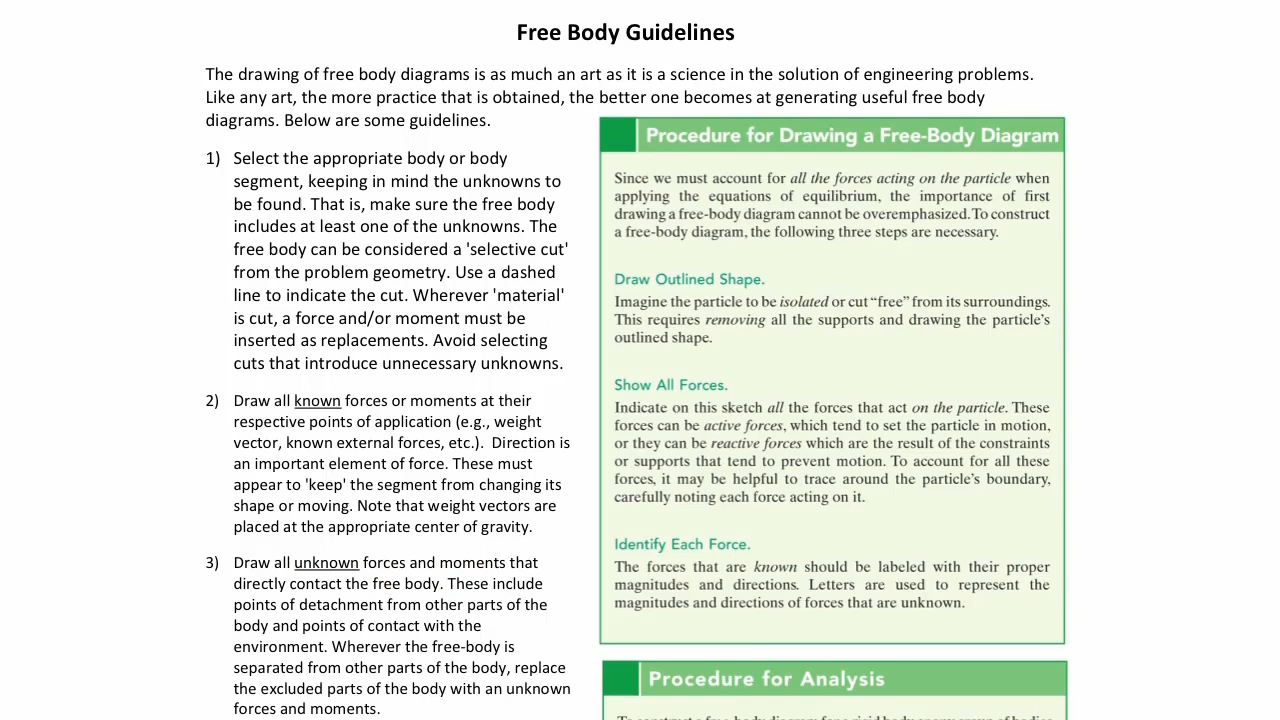 Free Body Guidelines
The drawing of free body diagrams is as much an art as it is a science in the solution of engineering problems.
Like any art, the more practice that is obtained, the better one becomes at generating useful free body
diagrams. Below are some guidelines.
1) Select the appropriate body or body
segment, keeping in mind the unknowns to
be found. That is, make sure the free body
includes at least one of the unknowns. The
free body can be considered a 'selective cut'
from the problem geometry. Use a dashed
line to indicate the cut. Wherever 'material'
is cut, a force and/or moment must be
inserted as replacements. Avoid selecting
cuts that introduce unnecessary unknowns.
2) Draw all known forces or moments at their
respective points of application (e.g., weight
vector, known external forces, etc.). Direction is
an important element of force. These must
appear to 'keep' the segment from changing its
shape or moving. Note that weight vectors are
placed at the appropriate center of gravity.
3) Draw all unknown forces and moments that
directly contact the free body. These include
points of detachment from other parts of the
body and points of contact with the
environment. Wherever the free-body is
separated from other parts of the body, replace
the excluded parts of the body with an unknown
forces and moments.
Procedure for Drawing a Free-Body Diagram
Since we must account for all the forces acting on the particle when
applying the equations of equilibrium, the importance of first
drawing a free-body diagram cannot be overemphasized. To construct
a free-body diagram, the following three steps are necessary.
Draw Outlined Shape.
Imagine the particle to be isolated or cut “free” from its surroundings.
This requires removing all the supports and drawing the particle’s
outlined shape.
Show All Forces.
Indicate on this sketch all the forces that act on the particle. These
forces can be active forces, which tend to set the particle in motion,
or they can be reactive forces which are the result of the constraints
or supports that tend to prevent motion. To account for all these
forces, it may be helpful to trace around the particle’s boundary,
carefully noting each force acting on it.
Identify Each Force.
The forces that are known should be labeled with their proper
magnitudes and directions. Letters are used to represent the
magnitudes and directions of forces that are unknown.
Procedure for Analysis